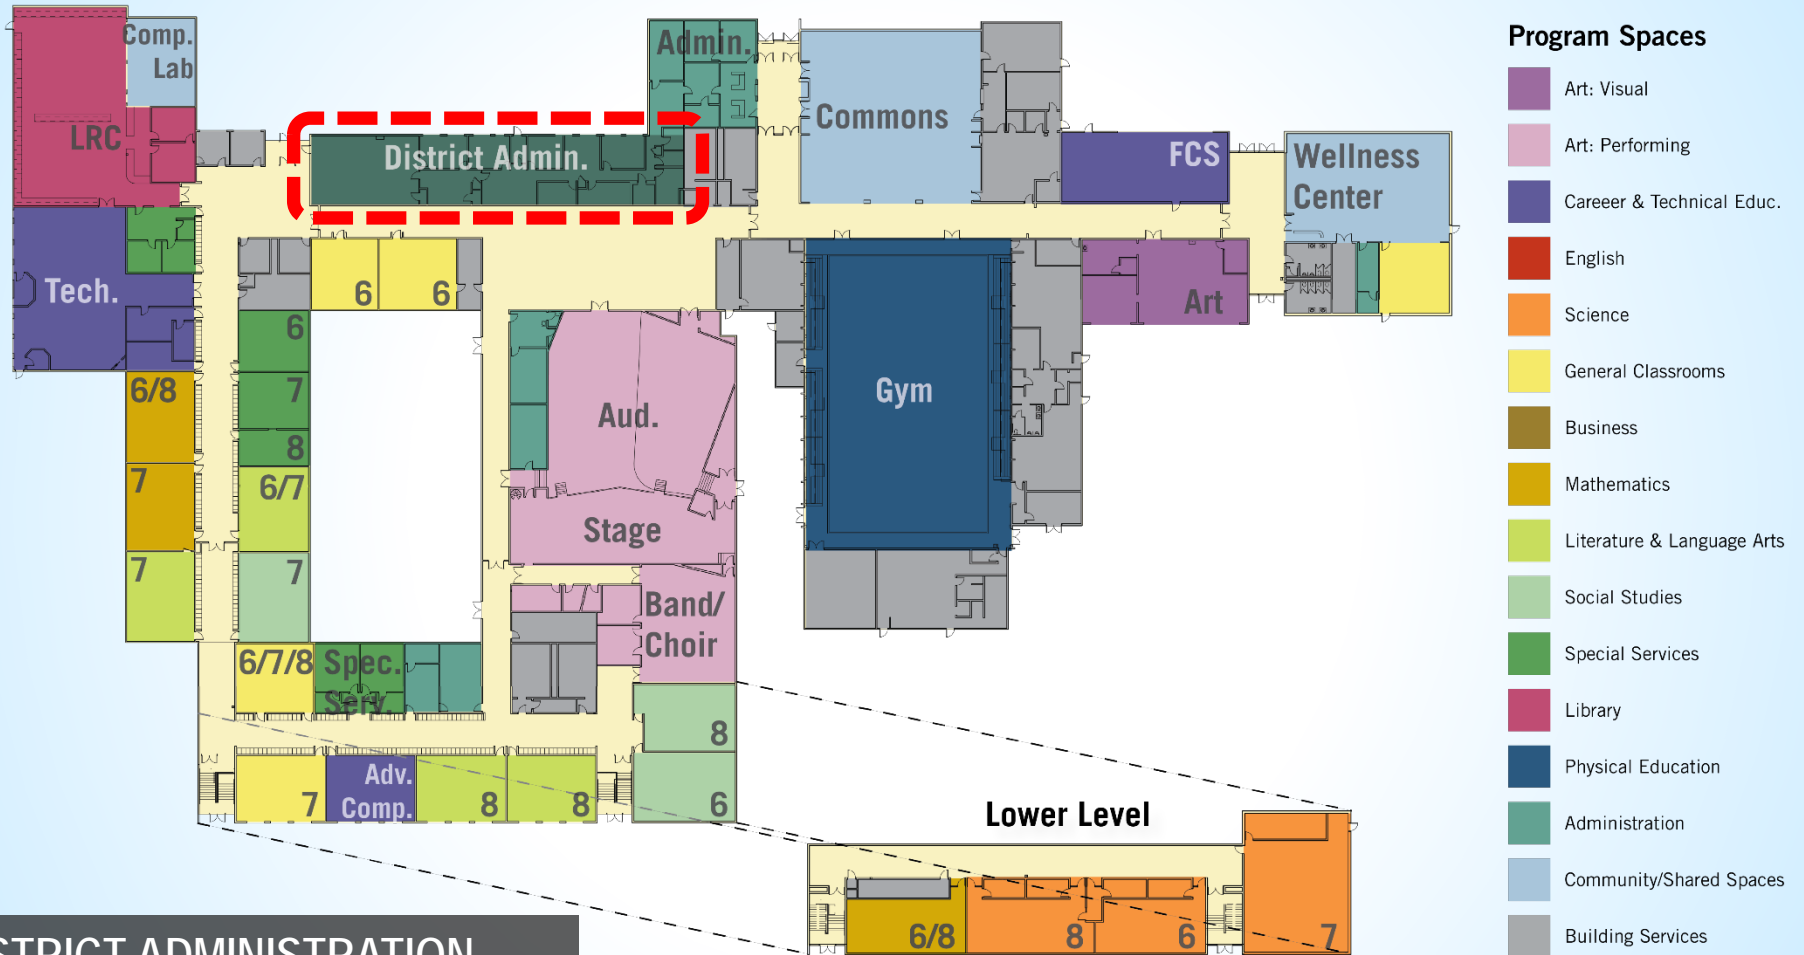 Comp.
Lab
LRC
Admin.
District Admin.
Commons
FCS
Wellness
Center
Tech.
6
6
Art
6
7
8
6/7
7
6/8
7
7
Gym
Aud.
Stage
Band/
Choir
6/7/8
Spec.
Serv.
8
7
Adv.
Comp.
8
8
6
Lower Level
6/8
8
6
7
Program Spaces
Art: Visual
Art: Performing
Careeer & Technical Educ.
English
Science
General Classrooms
Business
Mathematics
Literature & Language Arts
Social Studies
Special Services
Library
Physical Education
Administration
Community/Shared Spaces
Building Services